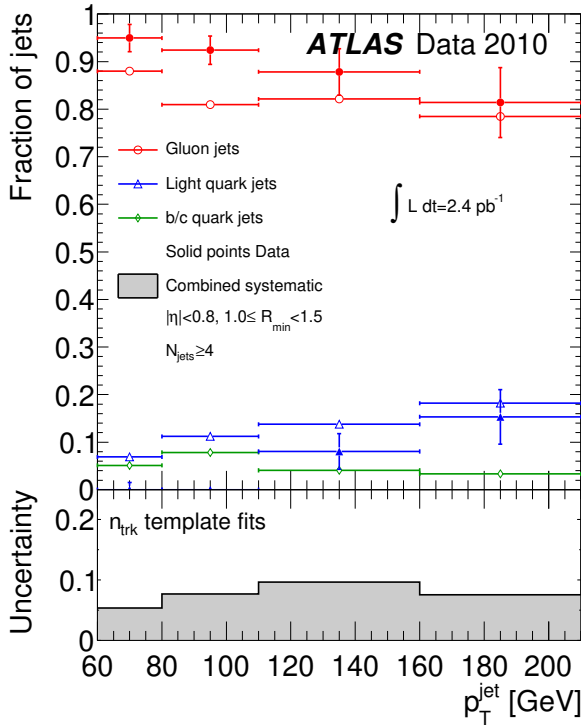 ATLAS Data 2010
Fraction of jets
1
0.9
0.8
0.7
0.6
0.5
0.4
0.3
0.2
0.1
0
Gluon jets
Light quark jets
b/c quark jets
Solid points Data
Combined systematic
|η|<0.8, 1.0≤ R_min<1.5
N_jets≥4
∫ L dt=2.4 pb⁻¹
Uncertainty
0.2
0.1
0
n_trk template fits
60 80 100 120 140 160 180 200
p_T^jet [GeV]